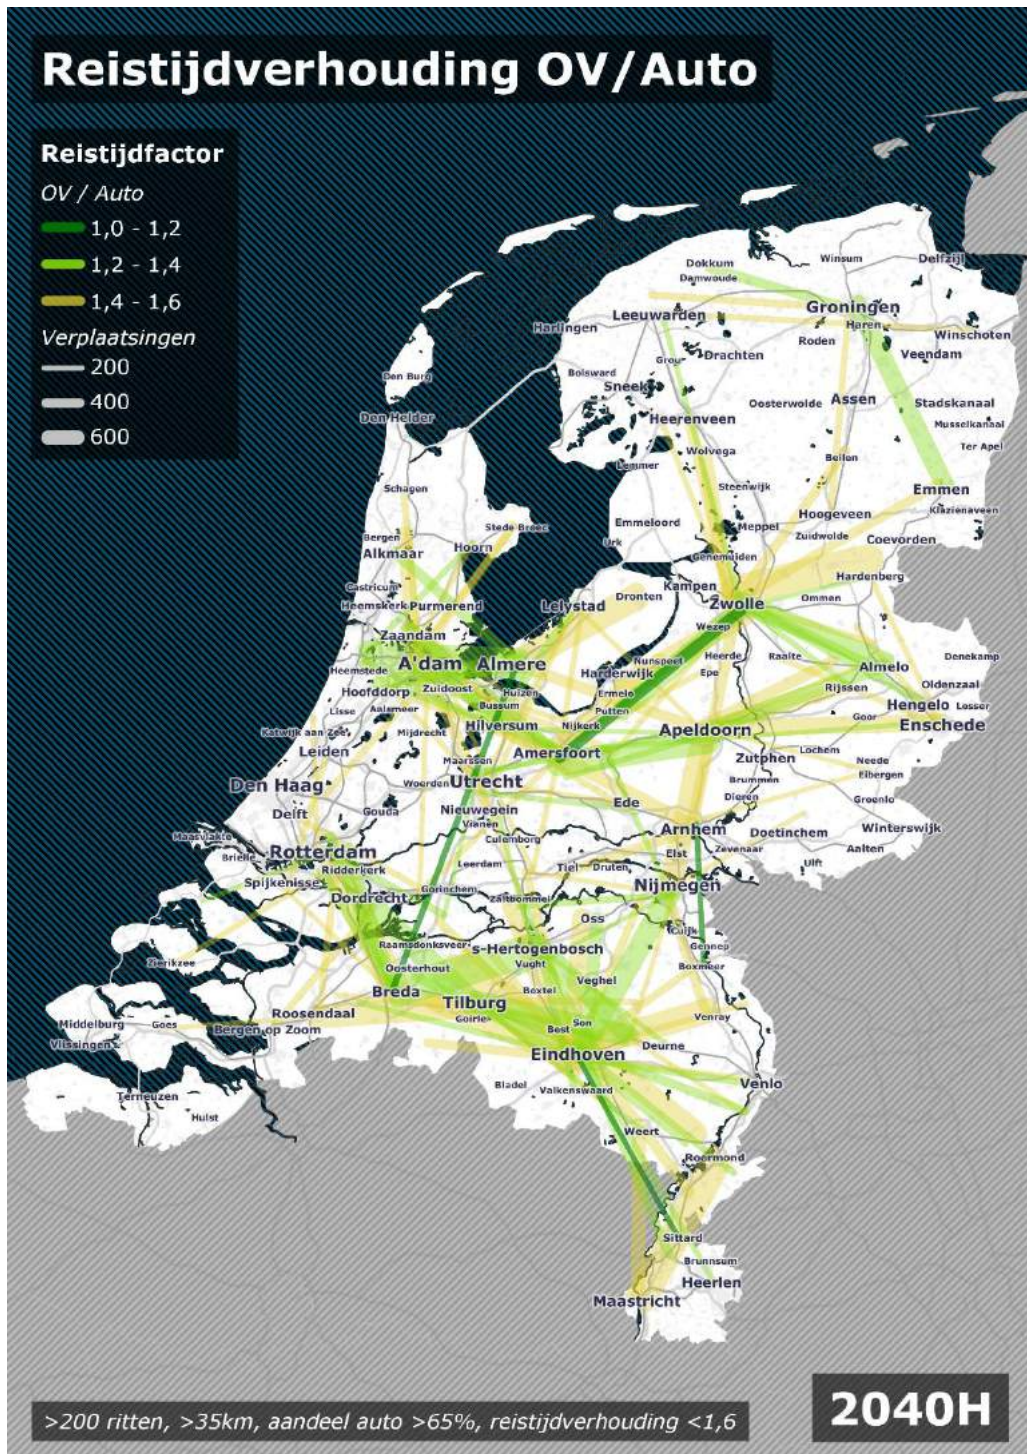 Reistijdverhouding OV/Auto
Reistijdfactor
OV / Auto
1,0 - 1,2
1,2 - 1,4
1,4 - 1,6
Verplaatsingen
200
400
600
Dokkum
Damwoude
Winsum
Delfzijl
Leeuwarden
Groningen
Haren
Harlingen
Roden
Winschoten
Drachten
Veendam
Grou
Bolsward
Sneek
Den Burg
Oosterwolde
Assen
Stadskanaal
Den Helder
Heerenveen
Musselkanaal
Wolvega
Beilen
Ter Apel
Lemmer
Schagen
Steenwijk
Emmen
Klazienaveen
Stede Broec
Emmeloord
Meppel
Hoogeveen
Zuidwolde
Coevorden
Bergen
Alkmaar
Hoorn
Urk
Genemuiden
Hardenberg
Castricum
Kampen
Heemskerk
Purmerend
Lelystad
Dronten
Zwolle
Ommen
Wezep
Zaandam
A'dam
Almere
Heemstede
Nunspeet
Harderwijk
Heerde
Epe
Raalte
Almelo
Denekamp
Zuidoost
Huizen
Ermelo
Rijssen
Oldenzaal
Hoofddorp
Bussum
Putten
Hengelo
Losser
Lisse
Aalsmeer
Goor
Katwijk aan Zee
Mijdrecht
Hilversum
Nijkerk
Apeldoorn
Enschede
Leiden
Maarssen
Amersfoort
Lochem
Zutphen
Neede
Eibergen
Den Haag
Woerden
Utrecht
Brummen
Dieren
Groenlo
Delft
Gouda
Nieuwegein
Ede
Vianen
Arnhem
Doetinchem
Winterswijk
Maasvlakte
Culemborg
Zevenaar
Aalten
Brielle
Rotterdam
Elst
Ridderkerk
Leerdam
Tiel
Druten
Ulft
Spijkenisse
Nijmegen
Dordrecht
Gorinchem
Zaltbommel
Oss
Cuijk
Raamsdonksveer
s-Hertogenbosch
Gennep
Zierikzee
Oosterhout
Vught
Boxmeer
Breda
Boxtel
Veghel
Tilburg
Roosendaal
Goirle
Son
Venray
Middelburg
Goes
Bergen op Zoom
Best
Vlissingen
Deurne
Eindhoven
Bladel
Valkenswaard
Venlo
Terneuzen
Hulst
Weert
Roermond
Sittard
Brunnsum
Heerlen
Maastricht
>200 ritten, >35km, aandeel auto >65%, reistijdverhouding <1,6
2040H